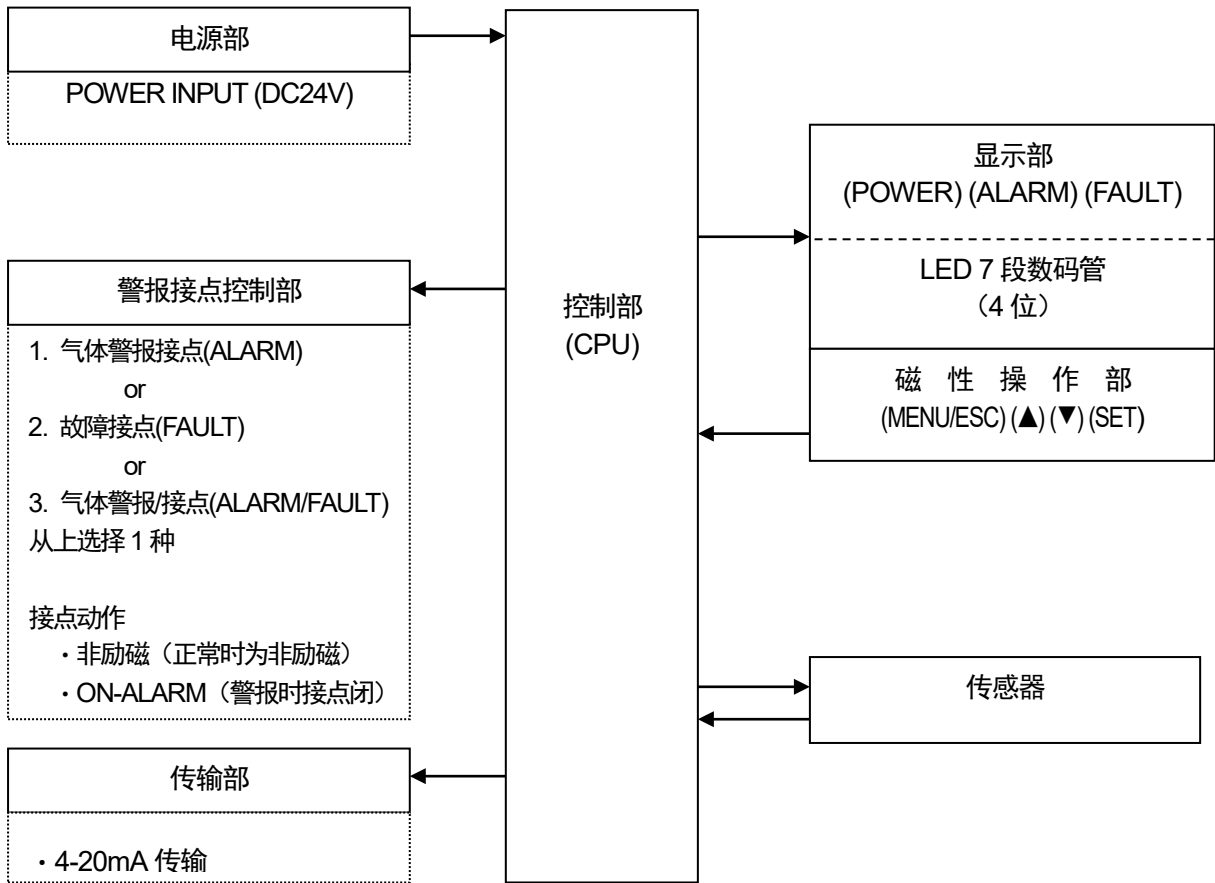 电源部
POWER INPUT (DC24V)
警报接点控制部
1. 气体警报接点(ALARM)
or
2. 故障接点(FAULT)
or
3. 气体警报/接点(ALARM/FAULT)
从上选择 1 种
接点动作
・非励磁（正常时为非励磁）
・ON-ALARM（警报时接点闭）
传输部
・4-20mA 传输
控制部
(CPU)
显示部
(POWER) (ALARM) (FAULT)
LED 7 段数码管
（4 位）
磁 性 操 作 部
(MENU/ESC) (▲) (▼) (SET)
传感器